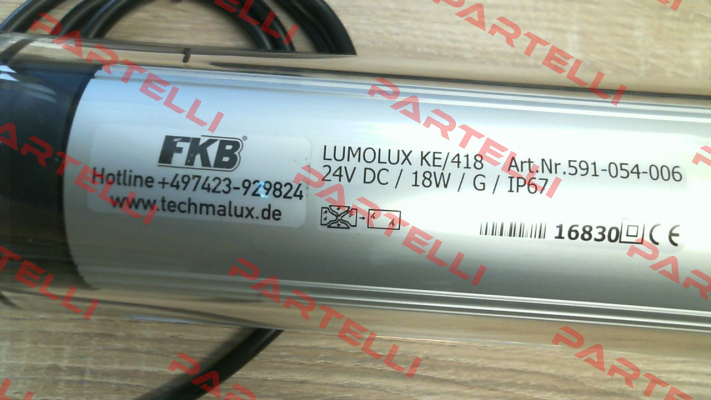 FKB®
Hotline +497423-929824
www.techmalux.de
LUMOLUX KE/418 Art.Nr.591-054-006
24V DC / 18W / G / IP67
16830 CE
PARTELLI
PARTELLI
PARTELLI
PARTELLI
PARTELLI
PARTELLI
PARTELLI
PARTELLI